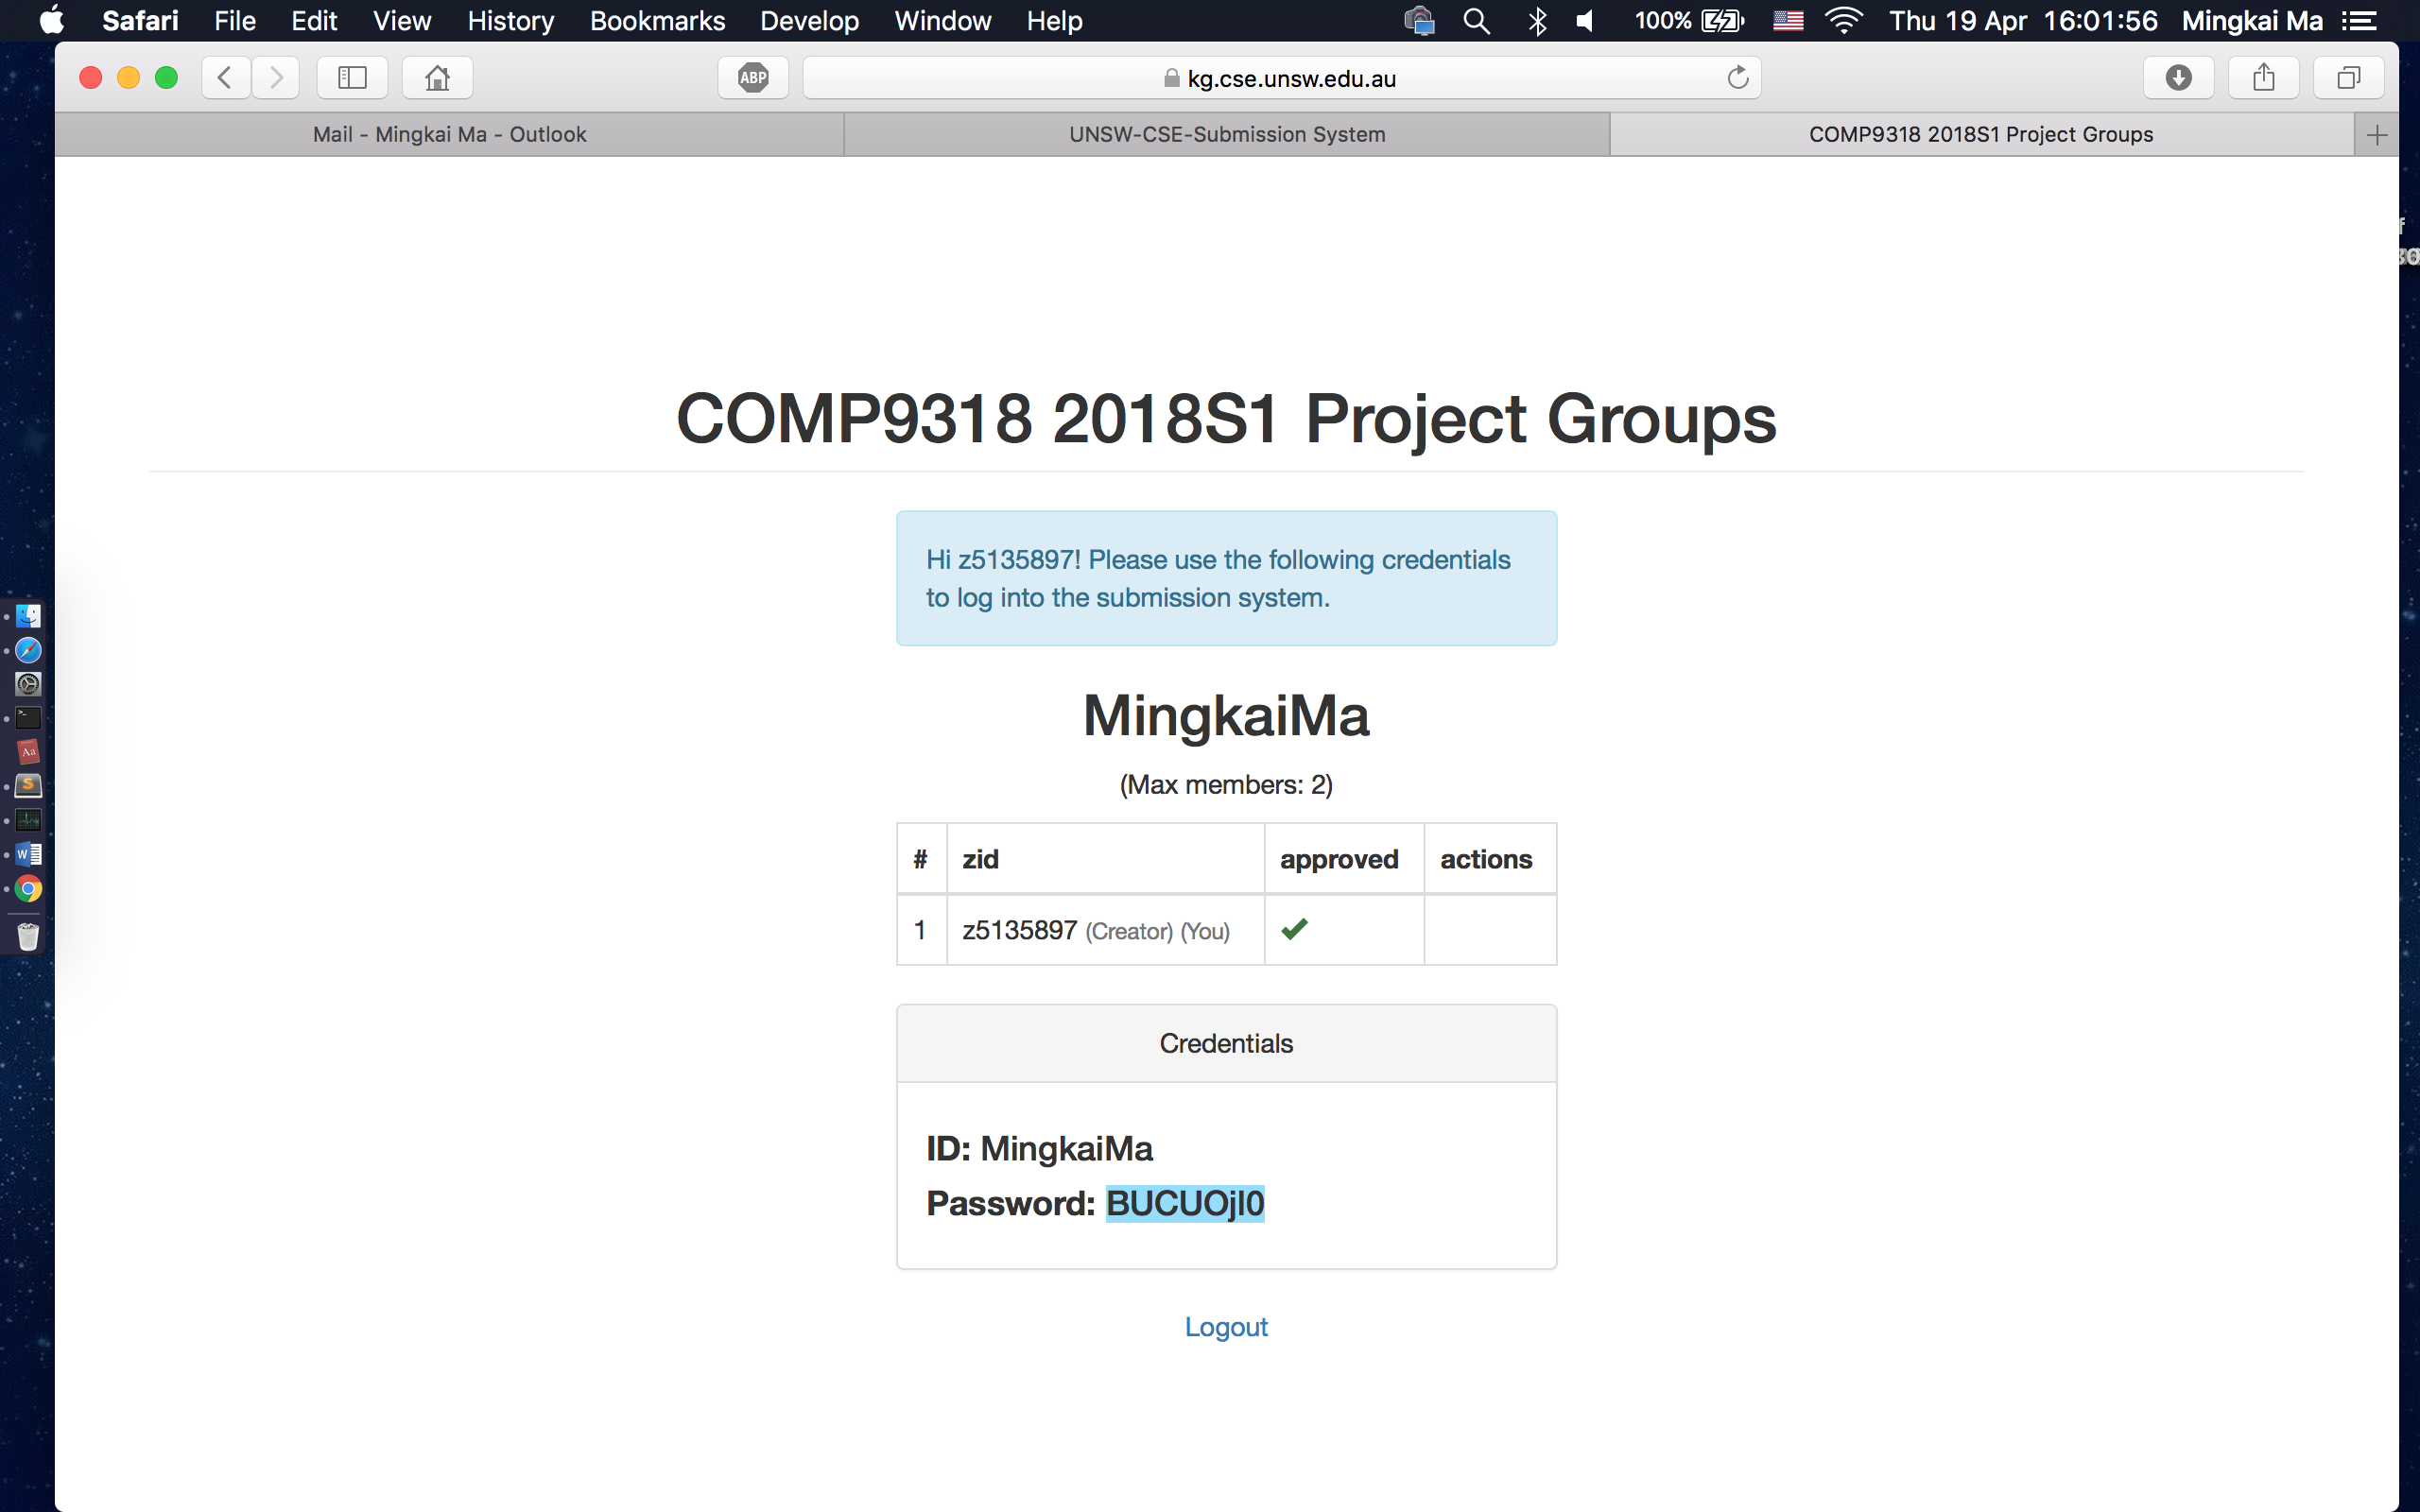 Safari File Edit View History Bookmarks Develop Window Help 100% Thu 19 Apr 16:01:56 Mingkai Ma
ABP kg.cse.unsw.edu.au
Mail - Mingkai Ma - Outlook UNSW-CSE-Submission System COMP9318 2018S1 Project Groups
COMP9318 2018S1 Project Groups
Hi z5135897! Please use the following credentials
to log into the submission system.
MingkaiMa
(Max members: 2)
# zid approved actions
1 z5135897 (Creator) (You)
Credentials
ID: MingkaiMa
Password: BUCUOjl0
Logout